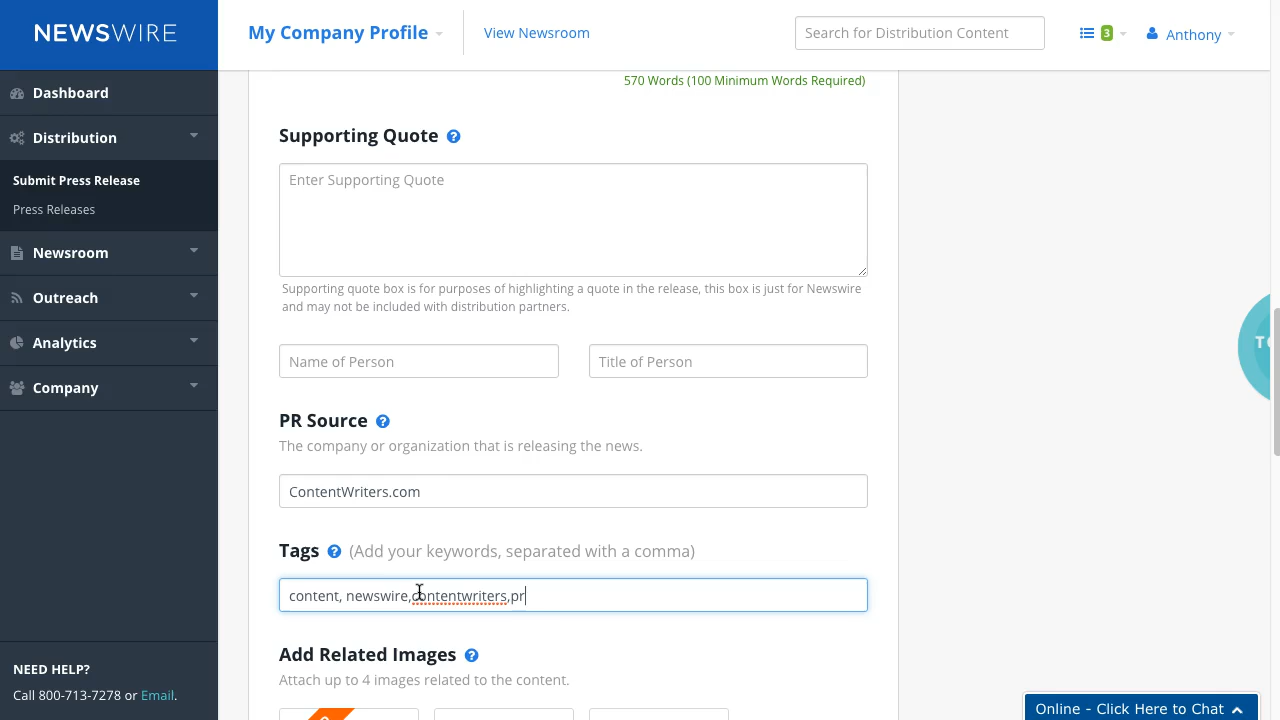 NEWSWIRE
My Company Profile
View Newsroom
Search for Distribution Content
3
Anthony
Dashboard
Distribution
Submit Press Release
Press Releases
Newsroom
Outreach
Analytics
Company
NEED HELP?
Call 800-713-7278 or Email.
570 Words (100 Minimum Words Required)
Supporting Quote ?
Enter Supporting Quote
Supporting quote box is for purposes of highlighting a quote in the release, this box is just for Newswire
and may not be included with distribution partners.
Name of Person
Title of Person
PR Source ?
The company or organization that is releasing the news.
ContentWriters.com
Tags ? (Add your keywords, separated with a comma)
content, newswire,contentwriters,pr
Add Related Images ?
Attach up to 4 images related to the content.
Online - Click Here to Chat